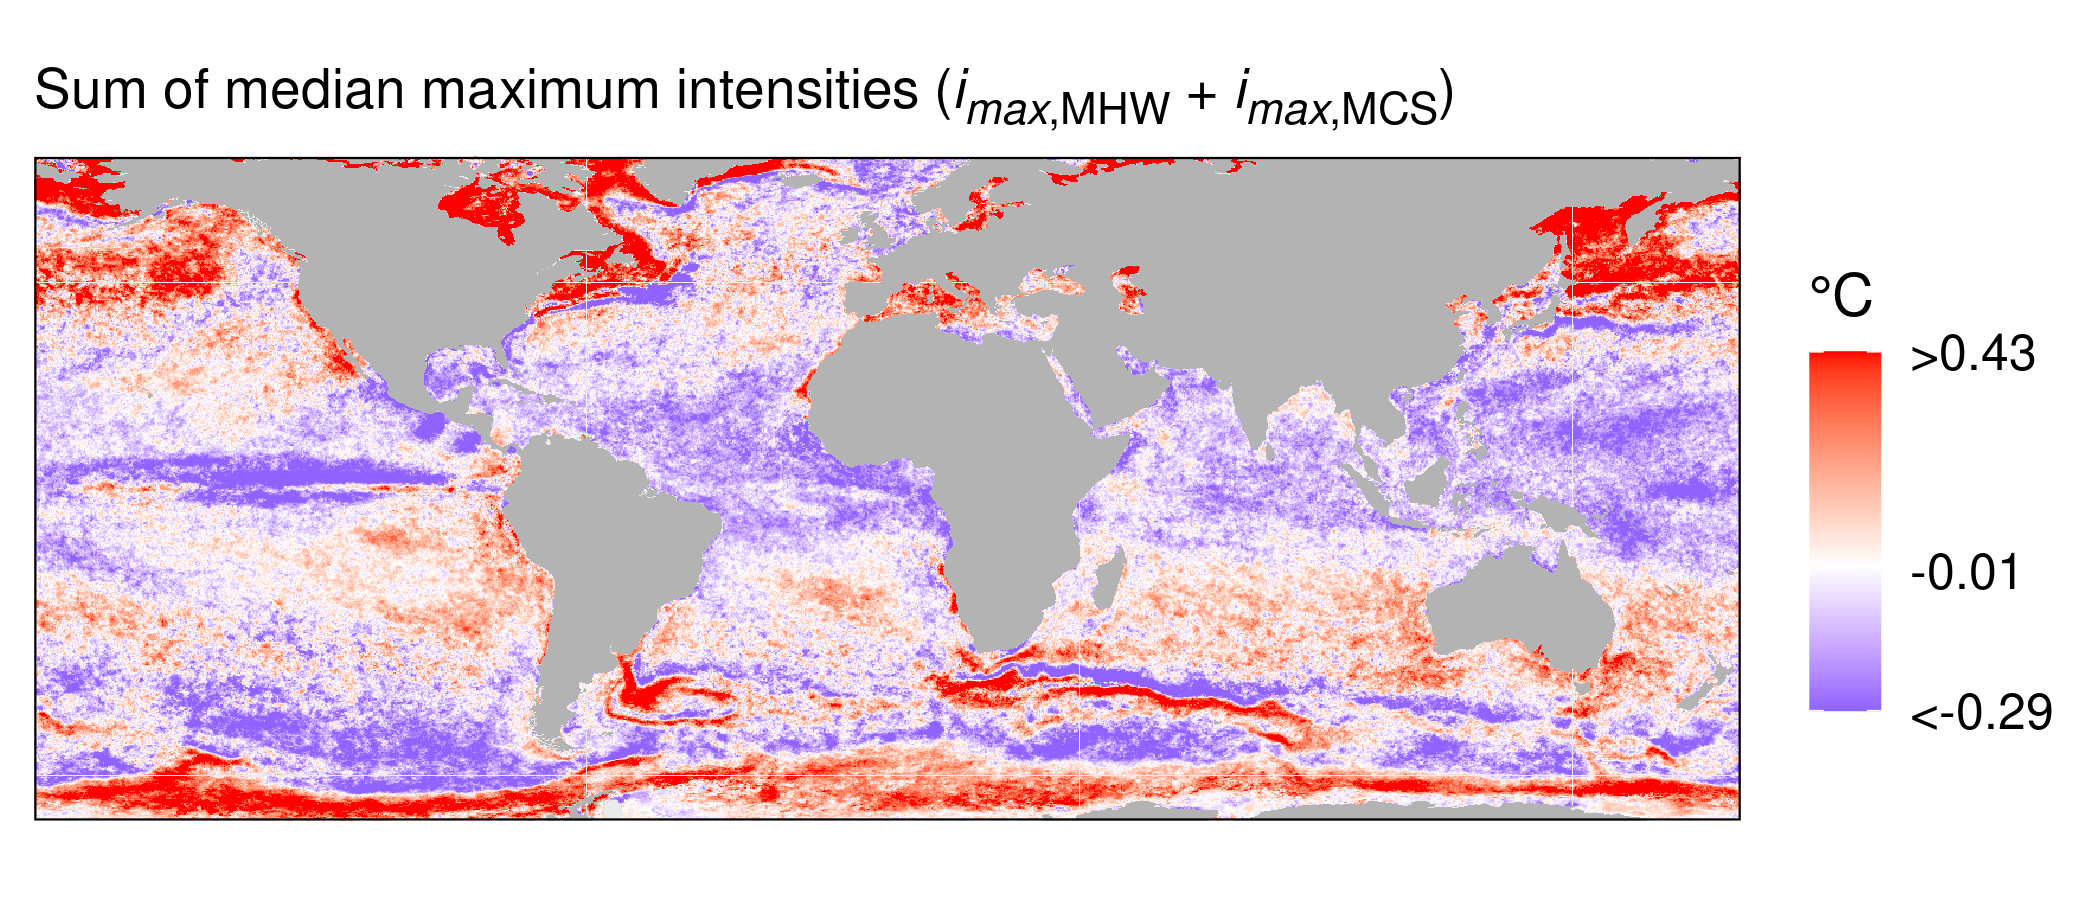 Sum of median maximum intensities (imax,MHW + imax,MCS)
°C
>0.43
-0.01
<-0.29